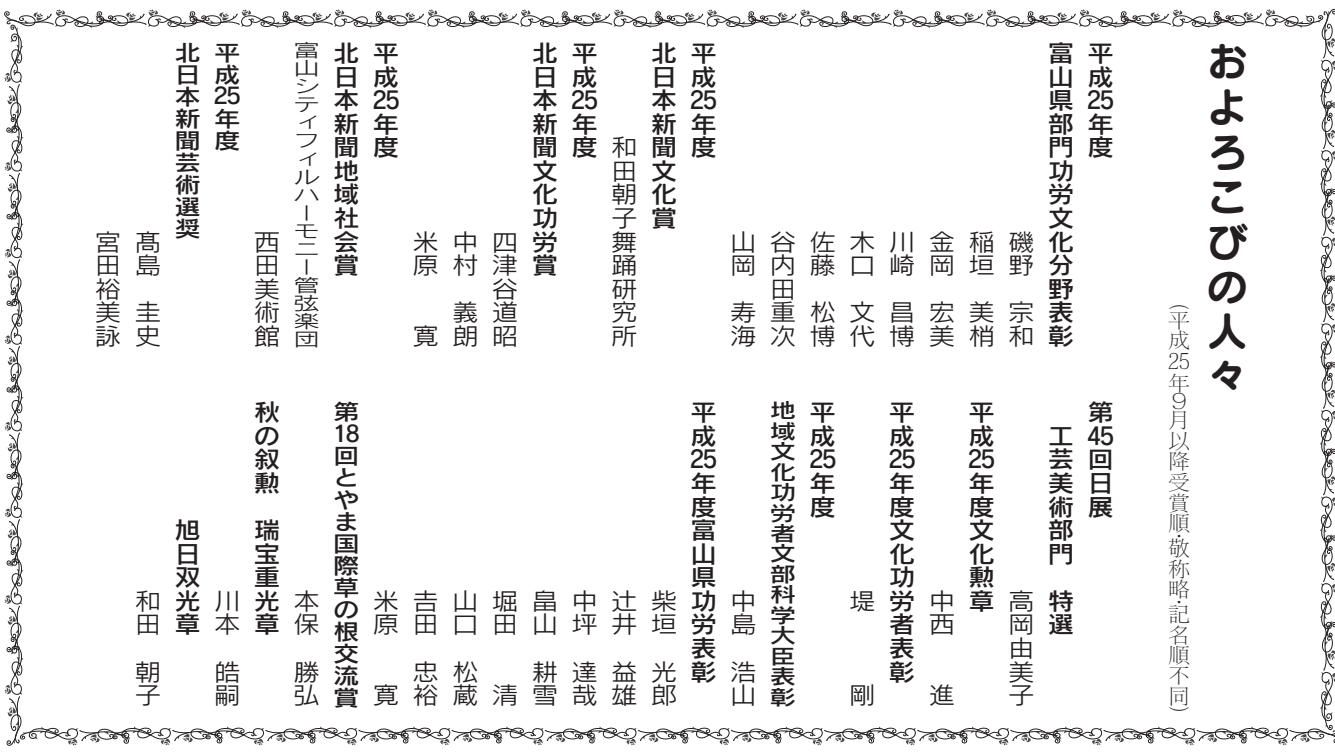 およろこびの人々
（平成25年9月以降受賞順・敬称略・記名順不同）
平成25年度
富山県部門功労文化分野表彰
磯野　宗和
稲垣　美梢
金岡　宏美
川崎　昌博
木口　文代
佐藤　松博
谷内田重次
山岡　寿海
平成25年度
北日本新聞文化賞
和田朝子舞踊研究所
平成25年度
北日本新聞文化功労賞
四津谷道昭
中村　義朗
米原　　寛
平成25年度
北日本新聞地域社会賞
富山シティフィルハーモニー管弦楽団
西田美術館
平成25年度
北日本新聞芸術選奨
髙島　圭史
宮田裕美詠
第45回日展
工芸美術部門　特選
高岡由美子
平成25年度文化勲章
中西　　進
平成25年度文化功労者表彰
堤　　　剛
平成25年度
地域文化功労者文部科学大臣表彰
中島　浩山
平成25年度富山県功労表彰
柴垣　光郎
辻井　益雄
中坪　達哉
畠山　耕雪
堀田　　清
山口　松蔵
吉田　忠裕
米原　　寛
第18回とやま国際草の根交流賞
本保　勝弘
秋の叙勲　瑞宝重光章
川本　皓嗣
旭日双光章
和田　朝子